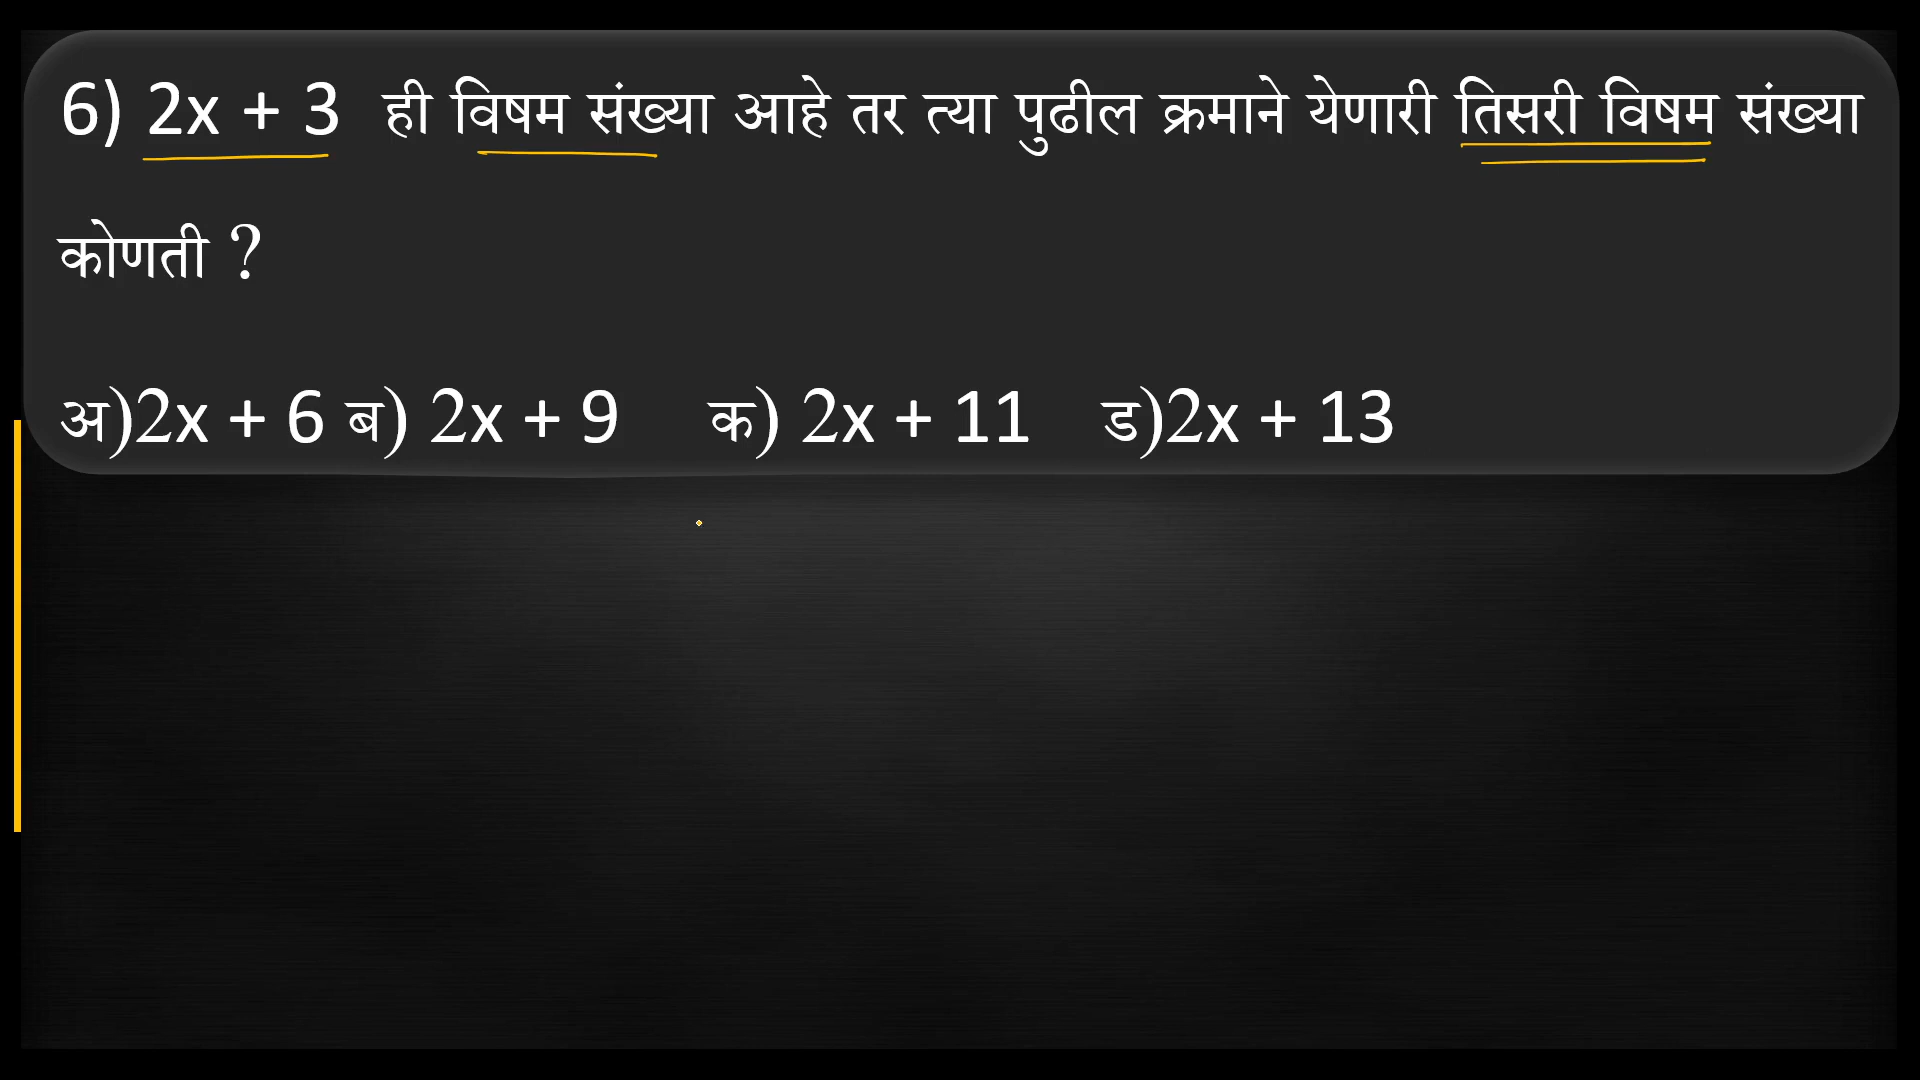 6) 2x + 3 ही विषम संख्या आहे तर त्या पुढील क्रमाने येणारी तिसरी विषम संख्या
कोणती ?
अ)2x + 6 ब) 2x + 9 क) 2x + 11 ड)2x + 13